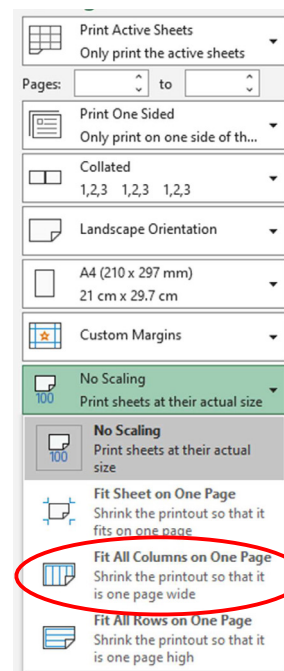 Print Active Sheets
Only print the active sheets
Pages: to
Print One Sided
Only print on one side of th...
Collated
1,2,3 1,2,3 1,2,3
Landscape Orientation
A4 (210 x 297 mm)
21 cm x 29.7 cm
Custom Margins
No Scaling
100 Print sheets at their actual size
No Scaling
Print sheets at their actual
100
size
Fit Sheet on One Page
Shrink the printout so that it
fits on one page
Fit All Columns on One Page
Shrink the printout so that it
is one page wide
Fit All Rows on One Page
Shrink the printout so that it
is one page high